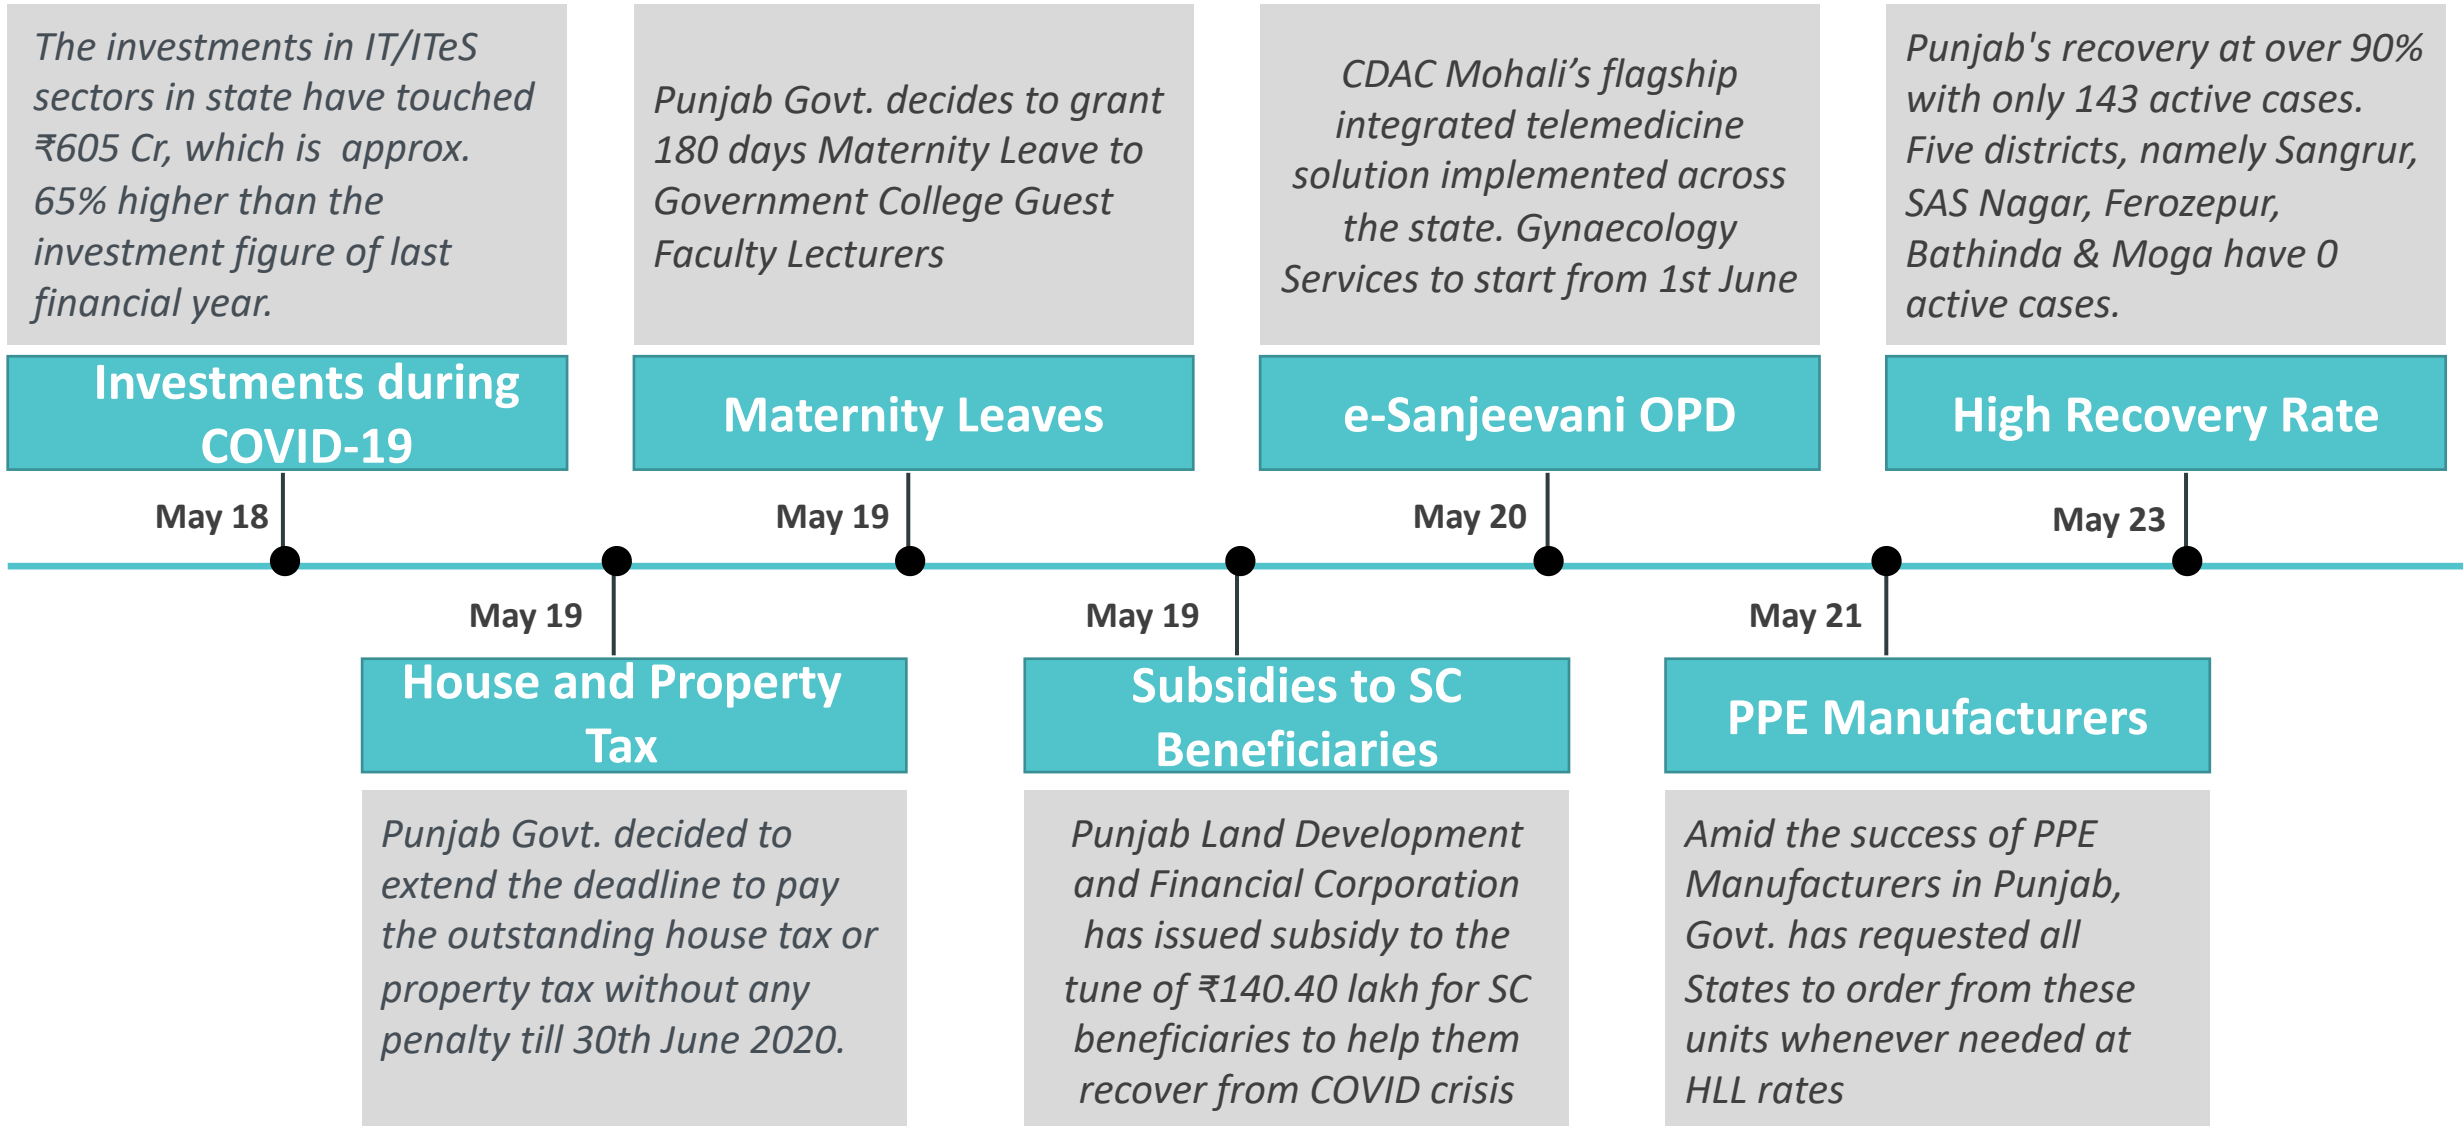 The investments in IT/ITeS
sectors in state have touched
₹605 Cr, which is  approx.
65% higher than the
investment figure of last
financial year.
Investments during
COVID-19
May 18
Punjab Govt. decides to grant
180 days Maternity Leave to
Government College Guest
Faculty Lecturers
Maternity Leaves
May 19
CDAC Mohali’s flagship
integrated telemedicine
solution implemented across
the state. Gynaecology
Services to start from 1st June
e-Sanjeevani OPD
May 20
Punjab's recovery at over 90%
with only 143 active cases.
Five districts, namely Sangrur,
SAS Nagar, Ferozepur,
Bathinda & Moga have 0
active cases.
High Recovery Rate
May 23
May 19
House and Property
Tax
Punjab Govt. decided to
extend the deadline to pay
the outstanding house tax or
property tax without any
penalty till 30th June 2020.
May 19
Subsidies to SC
Beneficiaries
Punjab Land Development
and Financial Corporation
has issued subsidy to the
tune of ₹140.40 lakh for SC
beneficiaries to help them
recover from COVID crisis
May 21
PPE Manufacturers
Amid the success of PPE
Manufacturers in Punjab,
Govt. has requested all
States to order from these
units whenever needed at
HLL rates